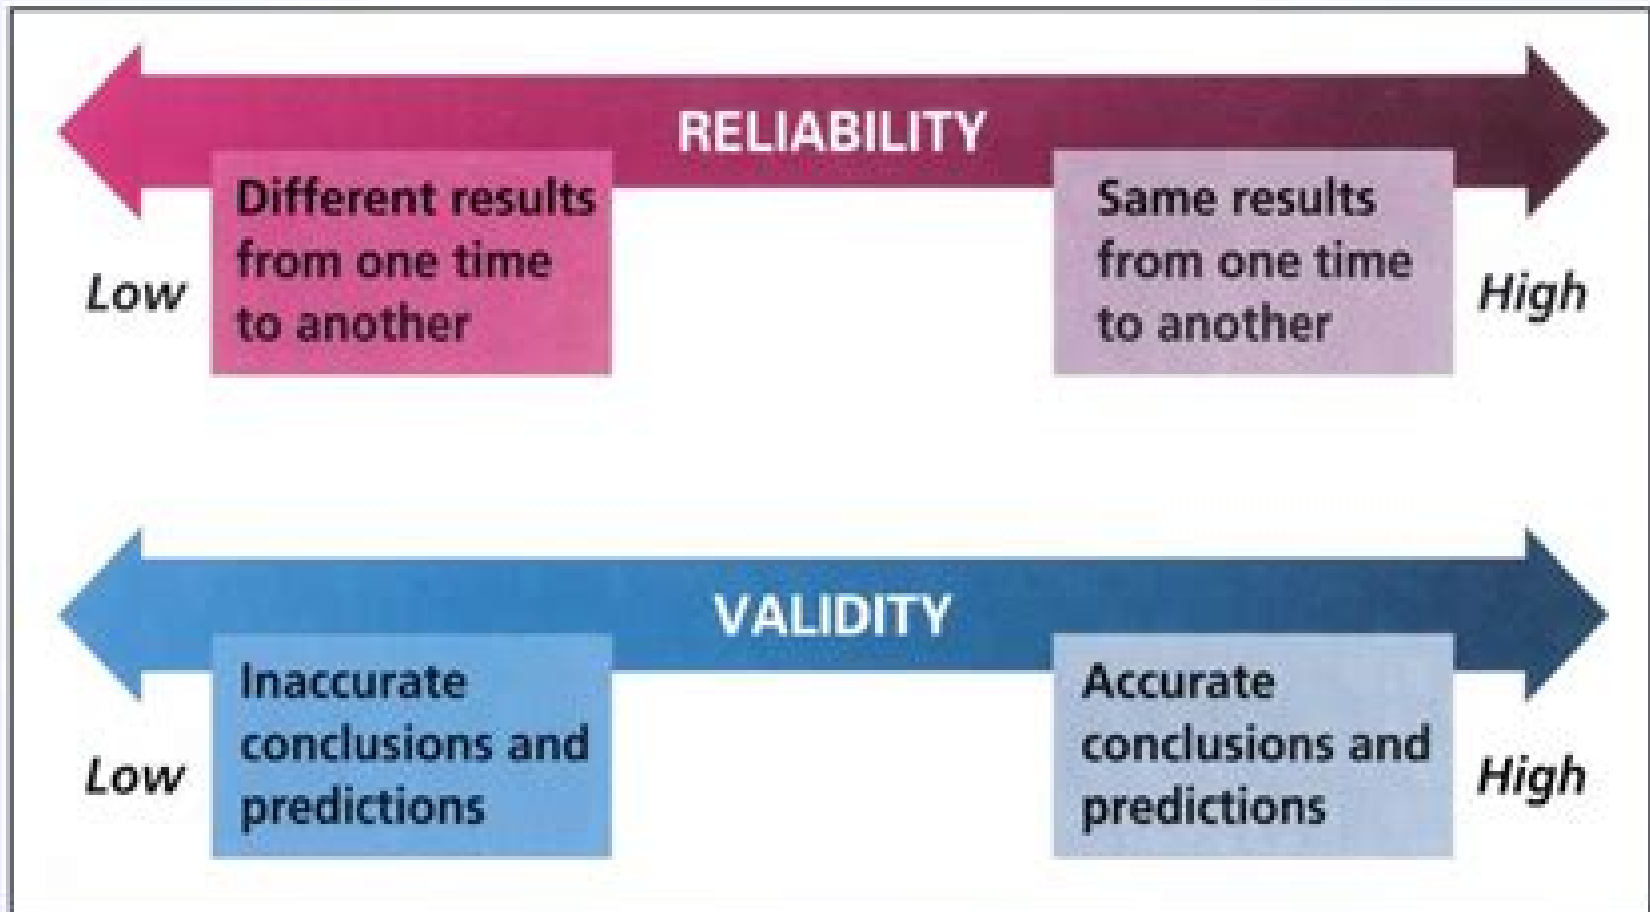 RELIABILITY
Different results
from one time
to another
Low
Same results
from one time
to another
High
VALIDITY
Inaccurate
conclusions and
predictions
Low
Accurate
conclusions and
predictions
High